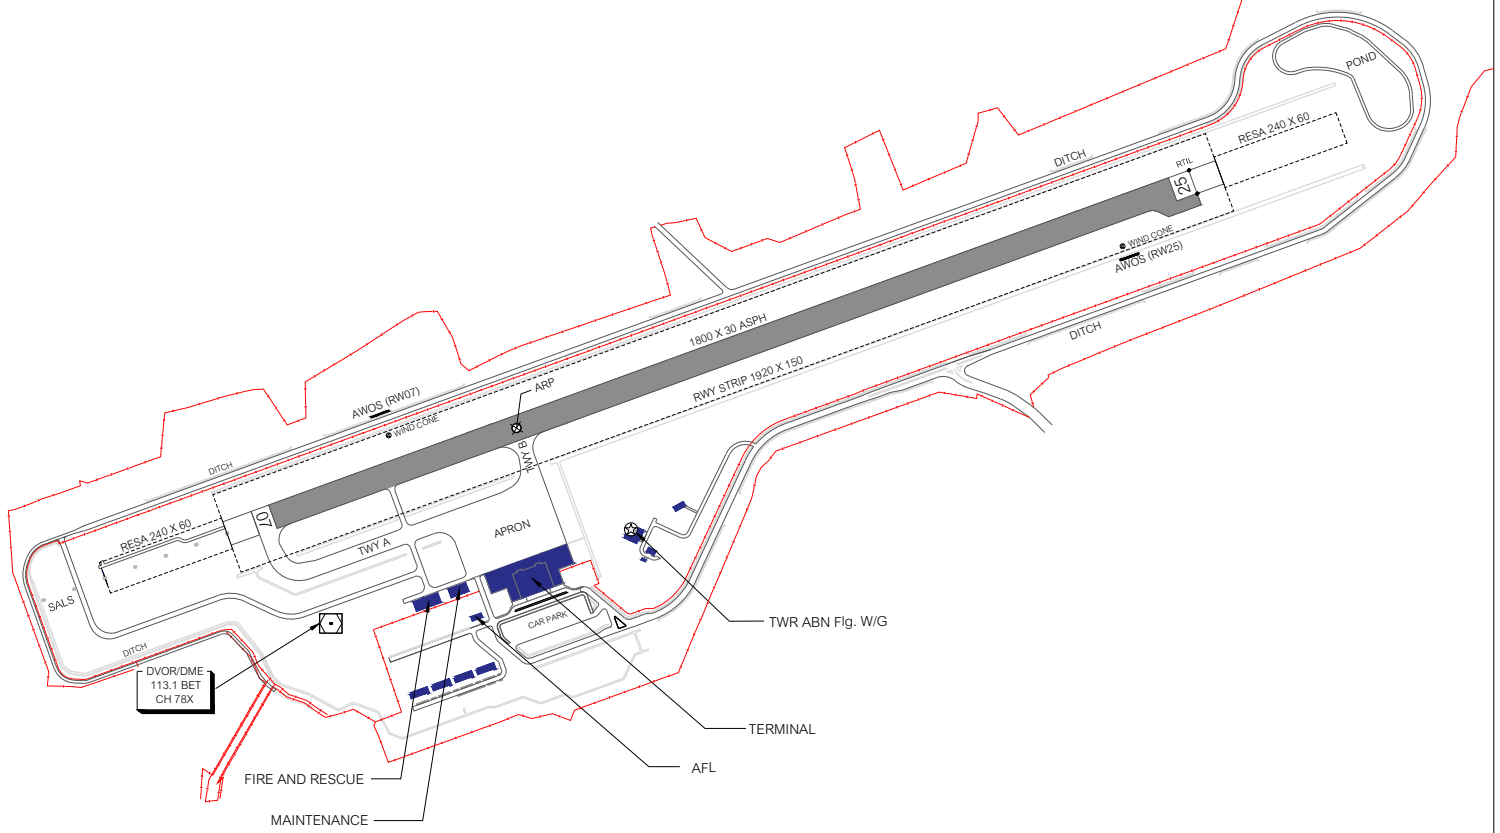 POND
RESA 240 X 60
DITCH
RTIL
25
WIND CONE
AWOS (RW25)
DITCH
1800 X 30 ASPH
RWY STRIP 1920 X 150
ARP
AWOS (RW07)
WIND CONE
TWY B
DITCH
07
RESA 240 X 60
APRON
TWY A
SALS
CAR PARK
TWR ABN Flg. W/G
DITCH
DVOR/DME
113.1 BET
CH 78X
TERMINAL
AFL
FIRE AND RESCUE
MAINTENANCE